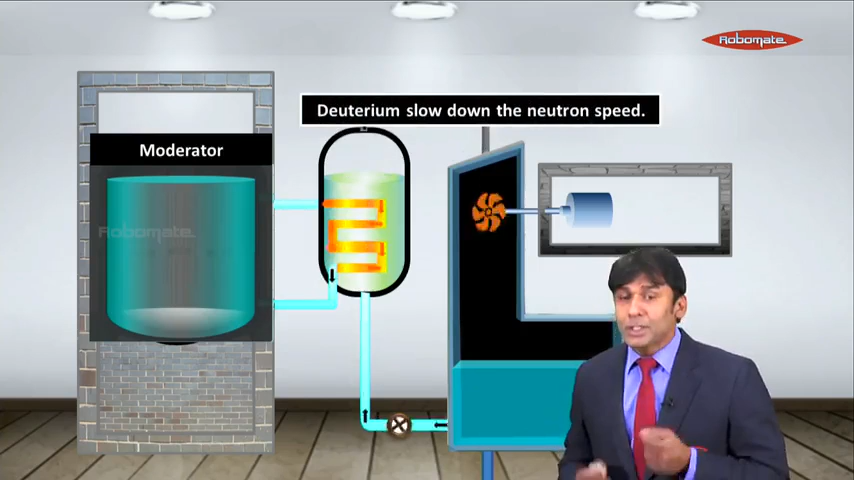 Robomate
Deuterium slow down the neutron speed.
Moderator
Robomate